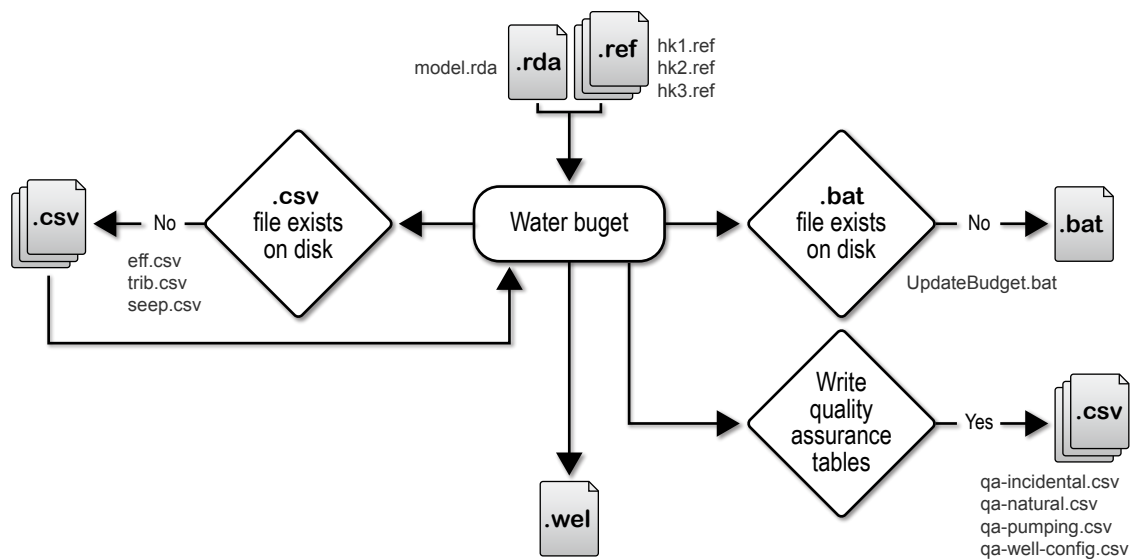 model.rda
.rda
.ref
hk1.ref
hk2.ref
hk3.ref
.csv
No
eff.csv
trib.csv
seep.csv
.csv
file exists
on disk
Water buget
.bat
file exists
on disk
No
.bat
UpdateBudget.bat
Write
quality
assurance
tables
Yes
.csv
qa-incidental.csv
qa-natural.csv
qa-pumping.csv
qa-well-config.csv
.wel